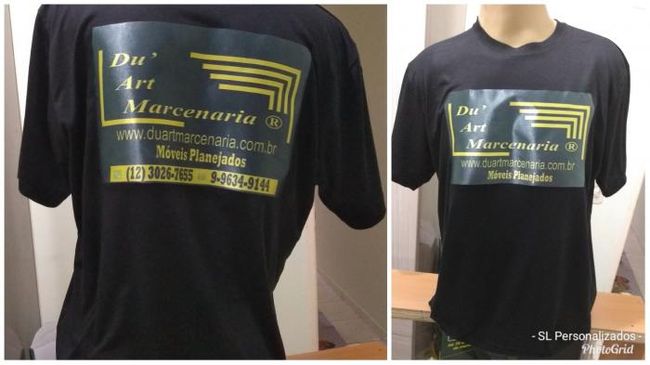 Du'
Art
Marcenaria ®
www.duartmarcenaria.com.br
Móveis Planejados
(12) 3026-7655 9-9634-9144
Du'
Art
Marcenaria ®
www.duartmarcenaria.com.br
Móveis Planejados
- SL Personalizados -
PhotoGrid